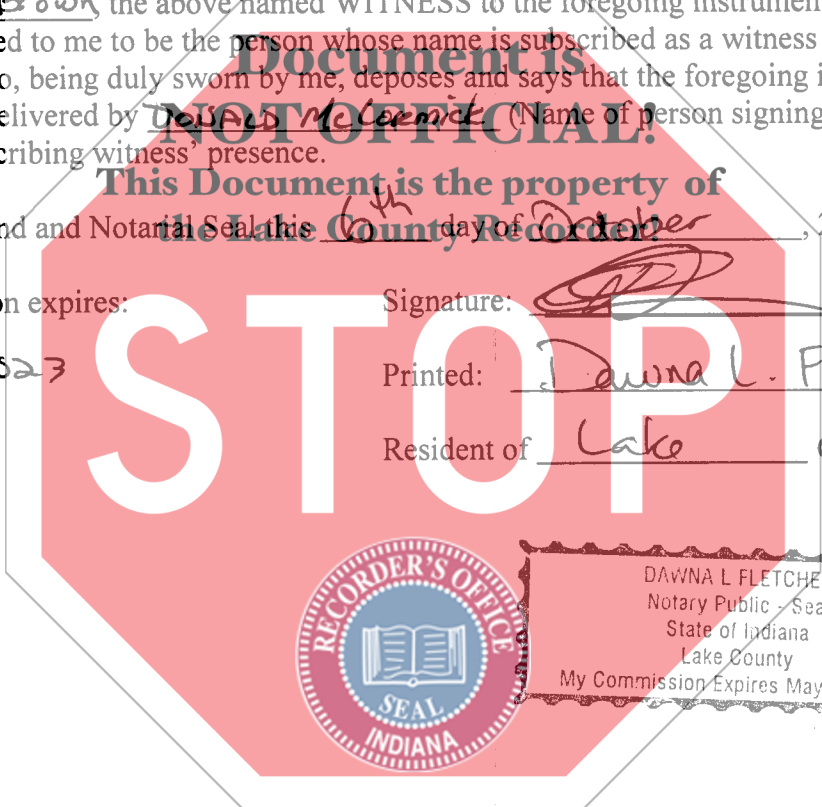 the above named WITNESS to the foregoing instrumen
ed to me to be the person whose name is subscribed as a witness
Document is
o, being duly sworn by me, deposes and says that the foregoing i
NOT OFFICIAL!
elivered by DONALD McCormick (Name of person signing
cribing witness' presence.
This Document is the property of
nd and Notarial Seal this 6th day of October,
the Lake County Recorder!
n expires: Signature:
STOP
023 Printed: Dawna L. F
Resident of Lake
RECORDER'S OFFICE
SEAL
INDIANA
DAWNA L FLETCHE
Notary Public - Sea
State of Indiana
Lake County
My Commission Expires May